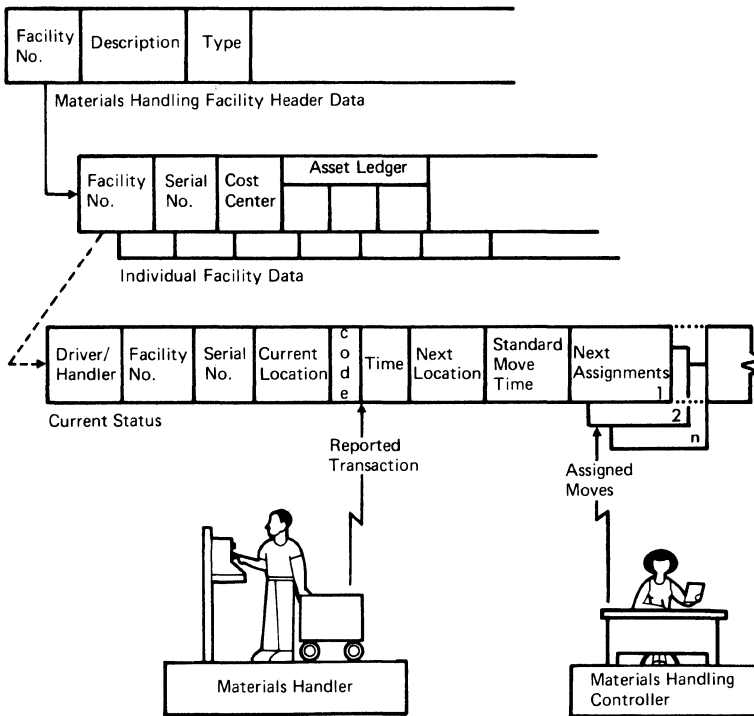 Facility
No.
Description
Type
Materials Handling Facility Header Data
Facility
No.
Serial
No.
Cost
Center
Asset Ledger
Individual Facility Data
Driver/
Handler
Facility
No.
Serial
No.
Current
Location
c
o
d
e
Time
Next
Location
Standard
Move
Time
Next
Assignments
1
2
n
Current Status
Reported
Transaction
Assigned
Moves
Materials Handler
Materials Handling
Controller